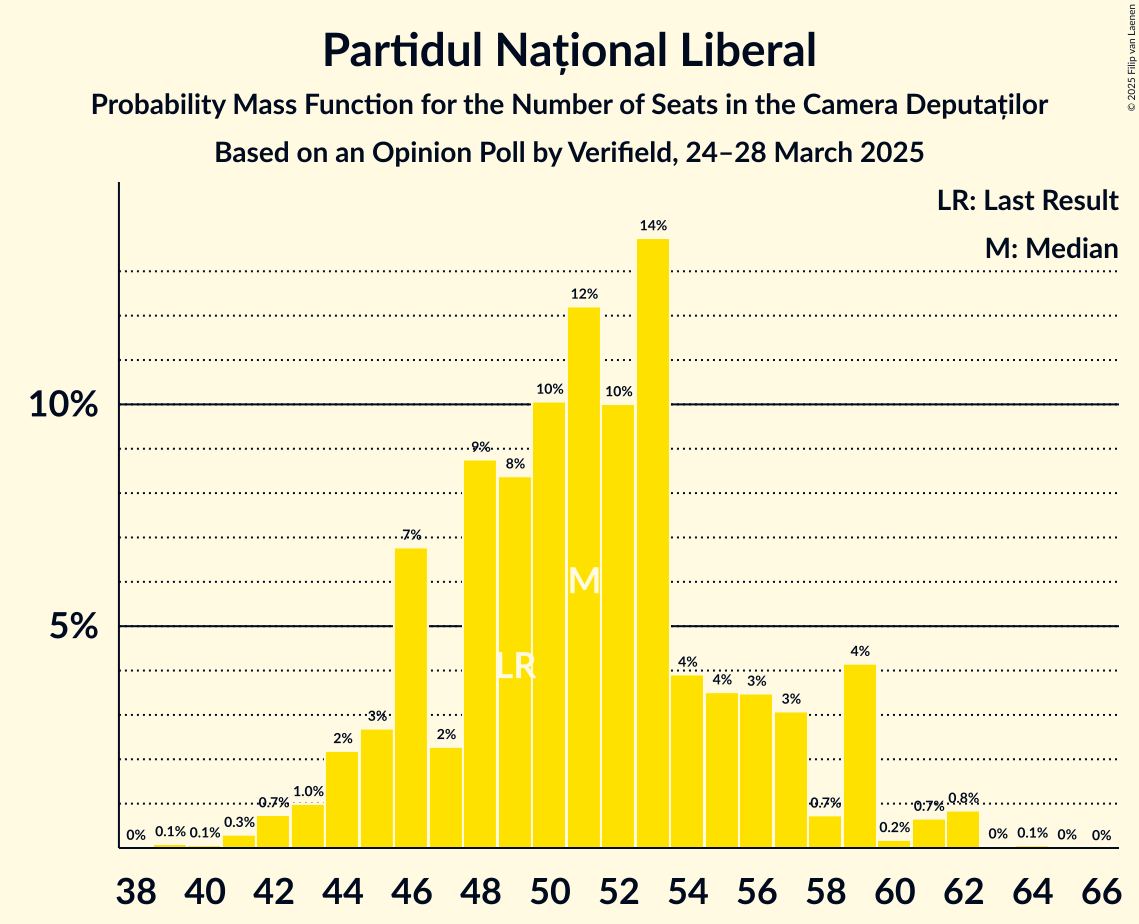 Partidul Național Liberal
Probability Mass Function for the Number of Seats in the Camera Deputaților
Based on an Opinion Poll by Verifield, 24–28 March 2025
© 2025 Filip van Laenen
LR: Last Result
M: Median
10%
5%
0% 0.1% 0.1% 0.3% 0.7% 1.0% 2% 3% 7% 2% 9% 8% 10% 12% 10% 14% 4% 4% 3% 3% 0.7% 4% 0.2% 0.7% 0.8% 0% 0.1% 0% 0%
M
LR
38 40 42 44 46 48 50 52 54 56 58 60 62 64 66